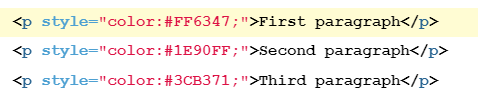 <p style="color:#FF6347;">First paragraph</p>
<p style="color:#1E90FF;">Second paragraph</p>
<p style="color:#3CB371;">Third paragraph</p>